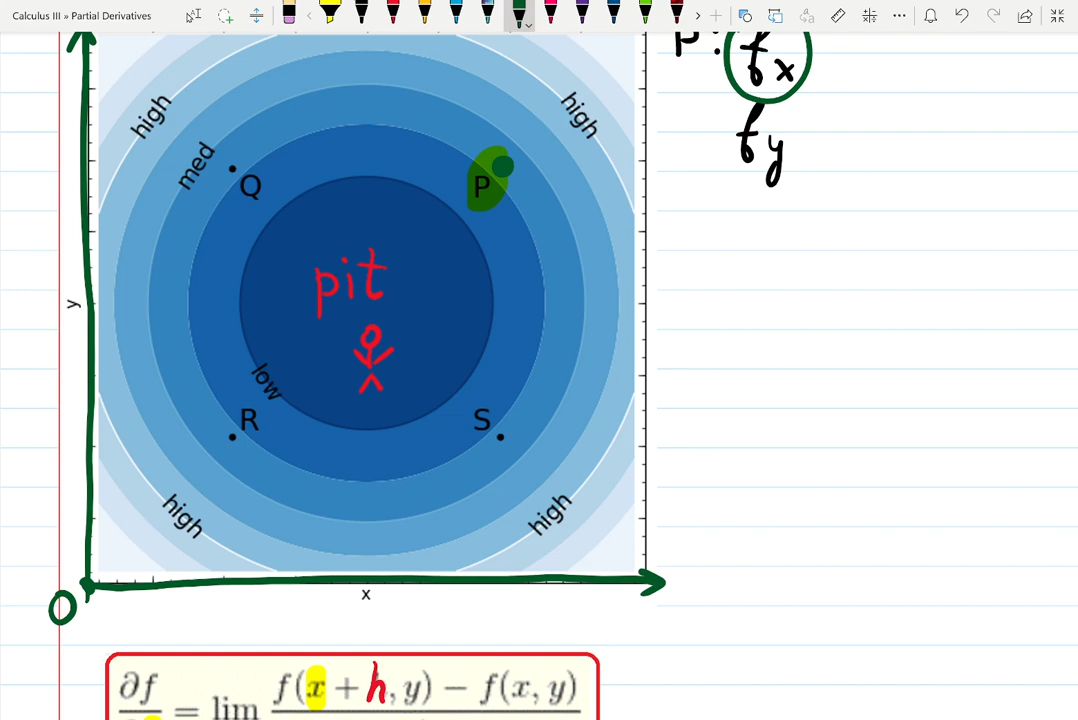 Calculus III » Partial Derivatives
P: fx
fy
high
high
med
Q
P
pit
y
low
R
S
high
high
x
O
∂f
= lim
f(x + h, y) − f(x, y)